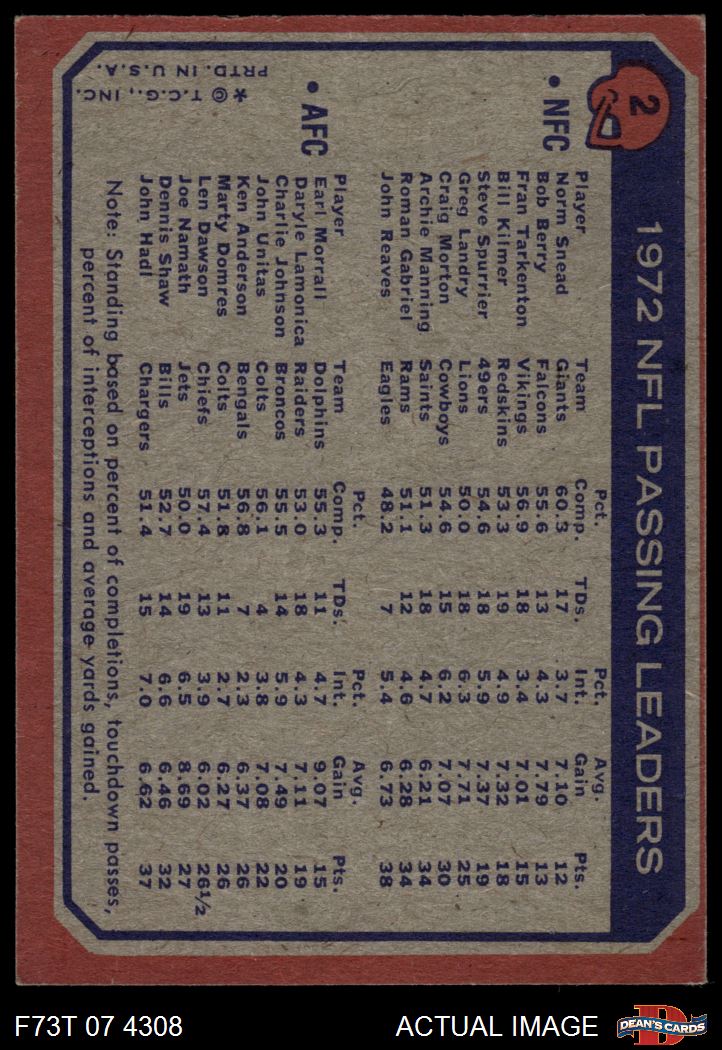 2
1972 NFL PASSING LEADERS
• NFC
Pct. Pct. Avg.
Player Team Comp. TDs. Int. Gain Pts.
Norm Snead Giants 60.3 17 3.7 7.10 12
Bob Berry Falcons 55.6 13 4.3 7.79 13
Fran Tarkenton Vikings 56.9 18 3.4 7.01 15
Bill Kilmer Redskins 53.3 19 4.9 7.32 18
Steve Spurrier 49ers 54.6 18 5.9 7.37 19
Greg Landry Lions 50.0 18 6.3 7.71 25
Craig Morton Cowboys 54.6 15 6.2 7.07 30
Archie Manning Saints 51.3 18 4.7 6.21 34
Roman Gabriel Rams 51.1 12 4.6 6.28 34
John Reaves Eagles 48.2 7 5.4 6.73 38
• AFC
Pct. Pct. Avg.
Player Team Comp. TDs. Int. Gain Pts.
Earl Morrall Dolphins 55.3 11 4.7 9.07 15
Daryle Lamonica Raiders 53.0 18 4.3 7.11 19
Charlie Johnson Broncos 55.5 14 5.9 7.49 20
John Unitas Colts 56.1 4 3.8 7.08 22
Ken Anderson Bengals 56.8 7 2.3 6.37 26
Marty Domres Colts 51.8 11 2.7 6.27 26
Len Dawson Chiefs 57.4 13 3.9 6.02 26½
Joe Namath Jets 50.0 19 6.5 8.69 27
Dennis Shaw Bills 52.7 14 6.6 6.46 32
John Hadl Chargers 51.4 15 7.0 6.62 37
Note: Standing based on percent of completions, touchdown passes,
percent of interceptions and average yards gained.
* © T.C.G., INC.
PRTD. IN U.S.A.
F73T 07 4308
ACTUAL IMAGE
D
DEAN'S CARDS